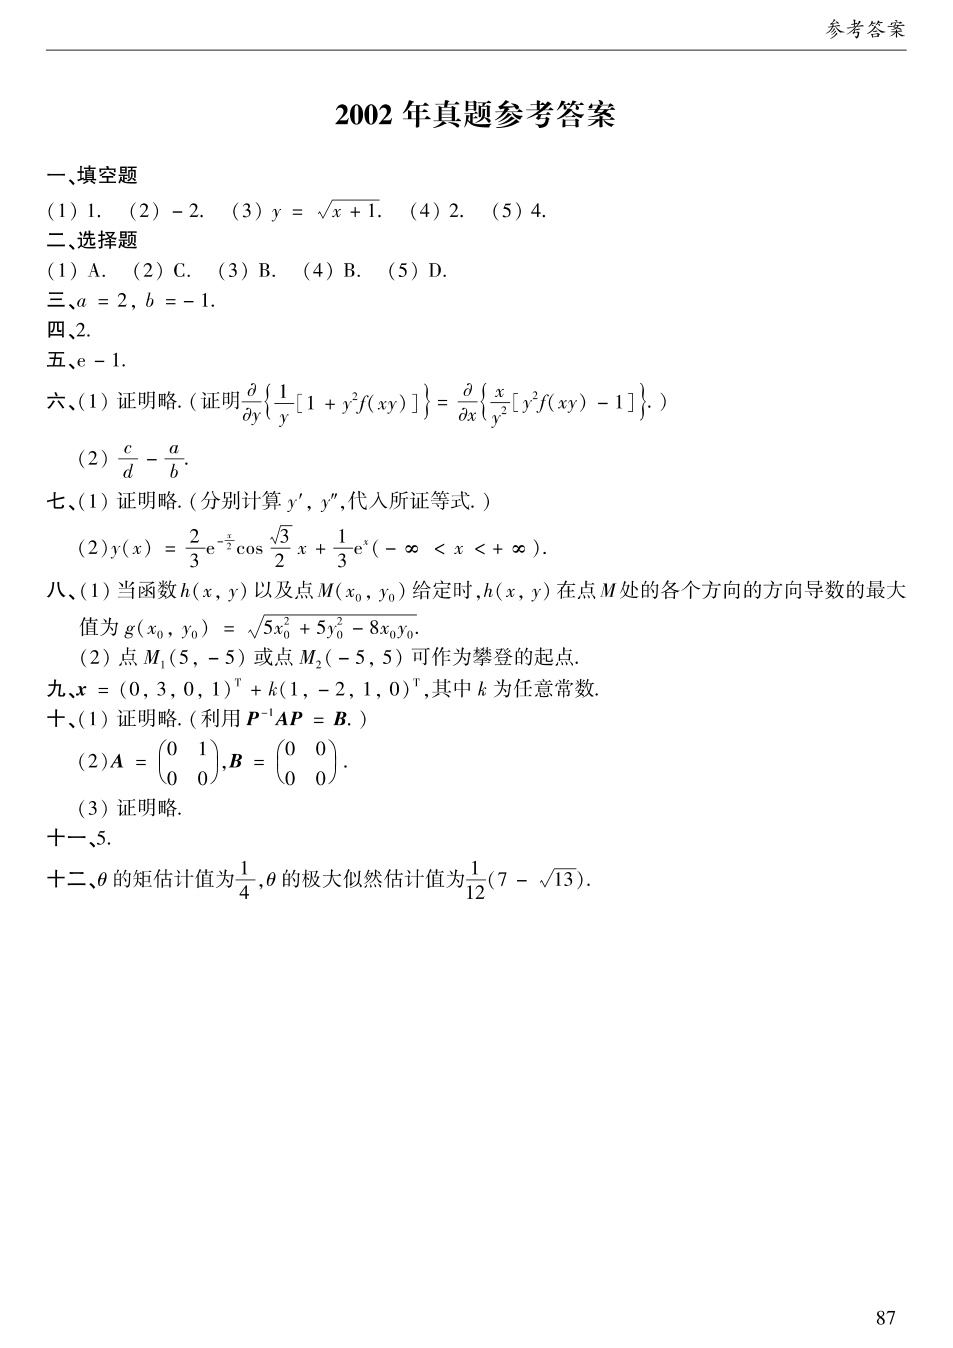 参考答案
2002 年真题参考答案
一、填空题
(1) 1. (2) －2. (3) y = √(x + 1). (4) 2. (5) 4.
二、选择题
(1) A. (2) C. (3) B. (4) B. (5) D.
三、a = 2, b = －1.
四、2.
五、e － 1.
六、(1) 证明略. (证明 ∂/∂y{1/y[1 + y²f(xy)]} = ∂/∂x{x/y²[y²f(xy) － 1]}. )
(2) c/d － a/b.
七、(1) 证明略. (分别计算 y′, y″,代入所证等式. )
(2)y(x) = 2/3 e^(－x/2) cos √3/2 x + 1/3 e^x (－∞ < x < +∞).
八、(1) 当函数 h(x, y) 以及点 M(x₀, y₀) 给定时,h(x, y) 在点 M 处的各个方向的方向导数的最大
值为 g(x₀, y₀) = √(5x₀² + 5y₀² － 8x₀y₀).
(2) 点 M₁(5, －5) 或点 M₂(－5, 5) 可作为攀登的起点.
九、x = (0, 3, 0, 1)ᵀ + k(1, －2, 1, 0)ᵀ,其中 k 为任意常数.
十、(1) 证明略. (利用 P⁻¹AP = B. )
(2)A = (0 1; 0 0),B = (0 0; 0 0).
(3) 证明略.
十一、5.
十二、θ 的矩估计值为 1/4,θ 的极大似然估计值为 1/12(7 － √13).
87